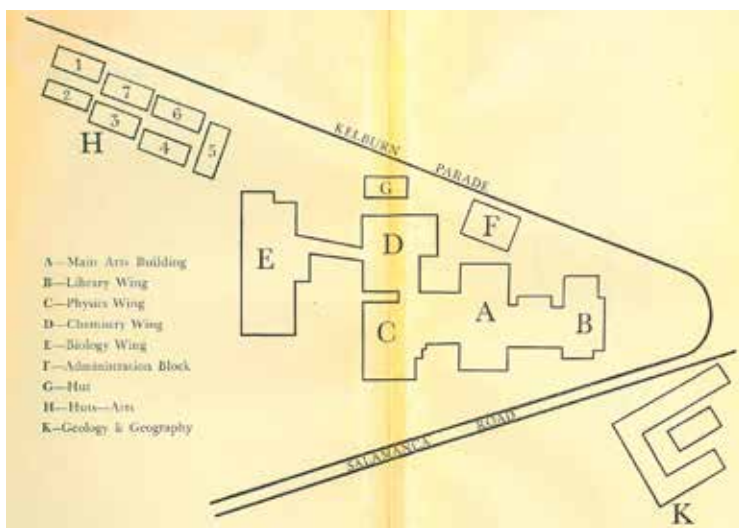 1
7
6
2
3
4
5
H
KELBURN PARADE
G
F
E
D
A
C
B
A—Main Arts Building
B—Library Wing
C—Physics Wing
D—Chemistry Wing
E—Biology Wing
F—Administration Block
G—Hut
H—Huts—Arts
K—Geology & Geography
SALAMANCA ROAD
K